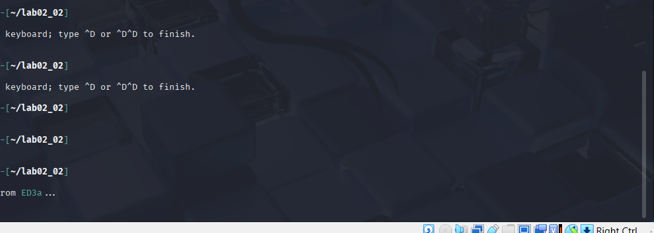 -[~/lab02_02]
keyboard; type ^D or ^D^D to finish.
-[~/lab02_02]
keyboard; type ^D or ^D^D to finish.
-[~/lab02_02]
-[~/lab02_02]
-[~/lab02_02]
rom ED3a...
Right Ctrl